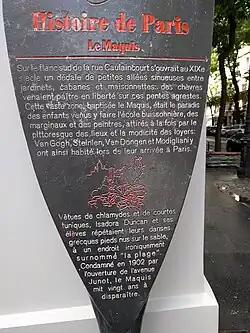 Histoire de Paris
Le Maquis
Sur le flanc sud de la rue Caulaincourt s'ouvrait au XIXe
siècle un dédale de petites allées sinueuses entre
jardinets, cabanes et maisonnettes: des chèvres
venaient paître en liberté sur ces pentes agrestes.
Cette vaste zone, baptisée le Maquis, était le paradis
des enfants venus y faire l'école buissonnière, des
marginaux et des peintres, attirés à la fois par le
pittoresque des lieux et la modicité des loyers:
Van Gogh, Steinlen, Van Dongen et Modigliani y
ont ainsi habité lors de leur arrivée à Paris.
Vêtues de chlamydes et de courtes
tuniques, Isadora Duncan et ses
élèves répétaient leurs danses
grecques pieds nus sur le sable,
à un endroit ironiquement
surnommé "la plage".
Condamné en 1902 par
l'ouverture de l'avenue
Junot, le Maquis
mit vingt ans à
disparaître.